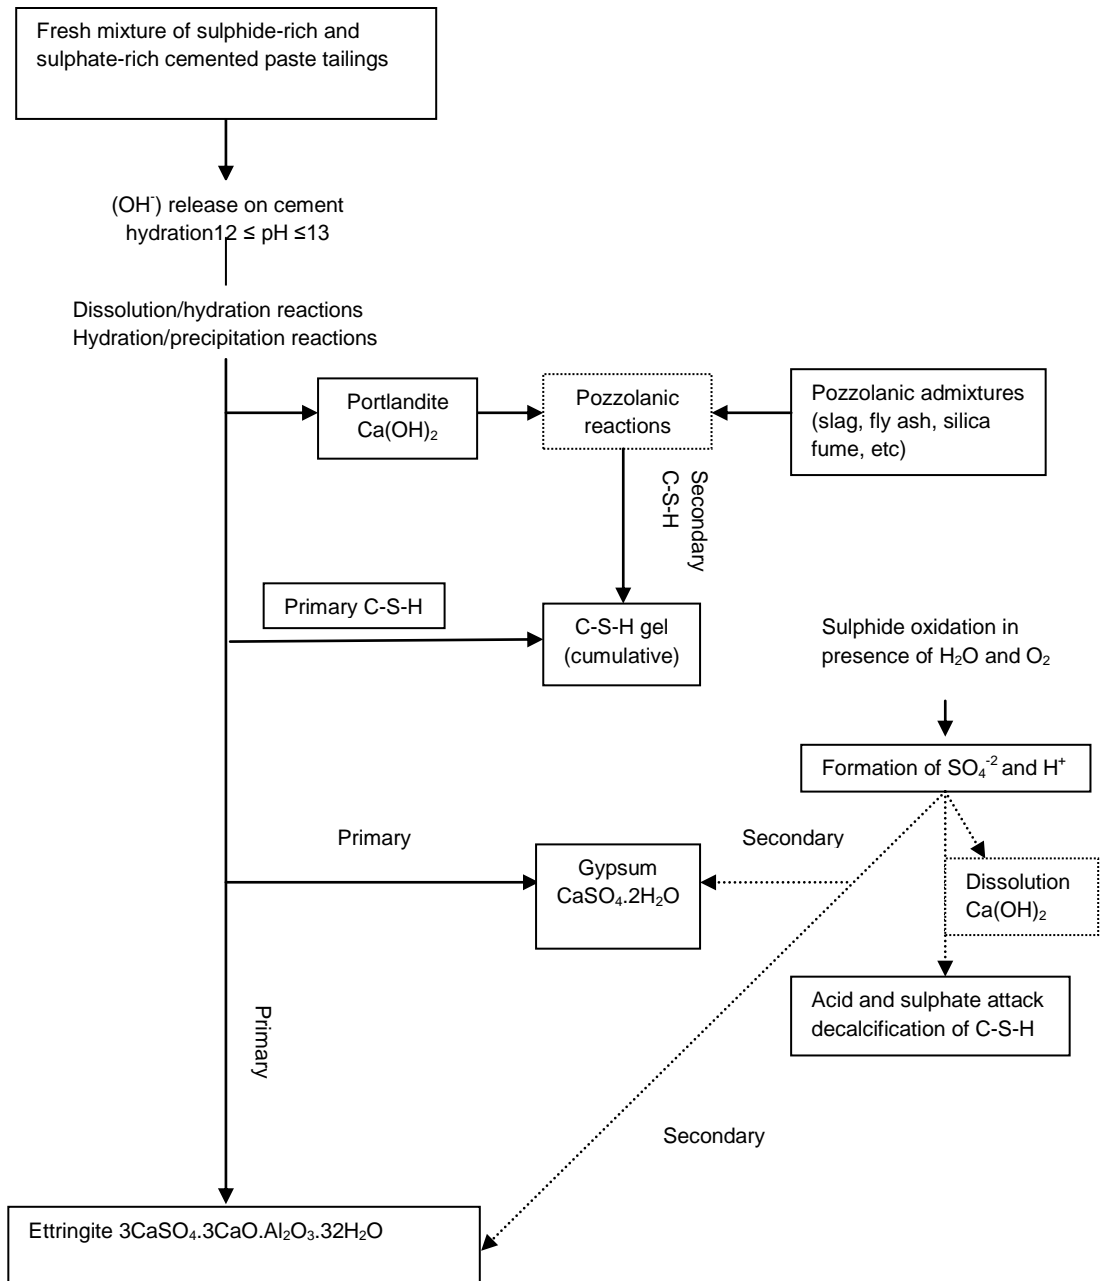 Fresh mixture of sulphide-rich and
sulphate-rich cemented paste tailings
(OH⁻) release on cement
hydration12 ≤ pH ≤13
Dissolution/hydration reactions
Hydration/precipitation reactions
Portlandite
Ca(OH)₂
Pozzolanic
reactions
Pozzolanic admixtures
(slag, fly ash, silica
fume, etc)
Secondary
C-S-H
Primary C-S-H
C-S-H gel
(cumulative)
Sulphide oxidation in
presence of H₂O and O₂
Formation of SO₄⁻² and H⁺
Primary
Secondary
Gypsum
CaSO₄.2H₂O
Dissolution
Ca(OH)₂
Acid and sulphate attack
decalcification of C-S-H
Primary
Secondary
Ettringite 3CaSO₄.3CaO.Al₂O₃.32H₂O